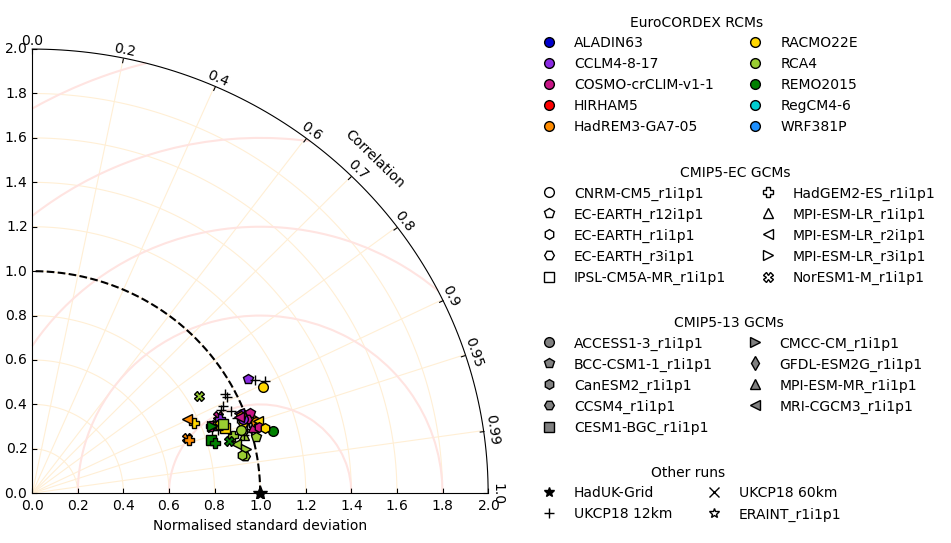 0.0
0.2
0.4
0.6
Correlation
0.7
0.8
0.9
0.95
0.99
1.0
2.0
1.8
1.6
1.4
1.2
1.0
0.8
0.6
0.4
0.2
0.0
0.0 0.2 0.4 0.6 0.8 1.0 1.2 1.4 1.6 1.8 2.0
Normalised standard deviation
EuroCORDEX RCMs
ALADIN63 RACMO22E
CCLM4-8-17 RCA4
COSMO-crCLIM-v1-1 REMO2015
HIRHAM5 RegCM4-6
HadREM3-GA7-05 WRF381P
CMIP5-EC GCMs
CNRM-CM5_r1i1p1 HadGEM2-ES_r1i1p1
EC-EARTH_r12i1p1 MPI-ESM-LR_r1i1p1
EC-EARTH_r1i1p1 MPI-ESM-LR_r2i1p1
EC-EARTH_r3i1p1 MPI-ESM-LR_r3i1p1
IPSL-CM5A-MR_r1i1p1 NorESM1-M_r1i1p1
CMIP5-13 GCMs
ACCESS1-3_r1i1p1 CMCC-CM_r1i1p1
BCC-CSM1-1_r1i1p1 GFDL-ESM2G_r1i1p1
CanESM2_r1i1p1 MPI-ESM-MR_r1i1p1
CCSM4_r1i1p1 MRI-CGCM3_r1i1p1
CESM1-BGC_r1i1p1
Other runs
HadUK-Grid UKCP18 60km
UKCP18 12km ERAINT_r1i1p1